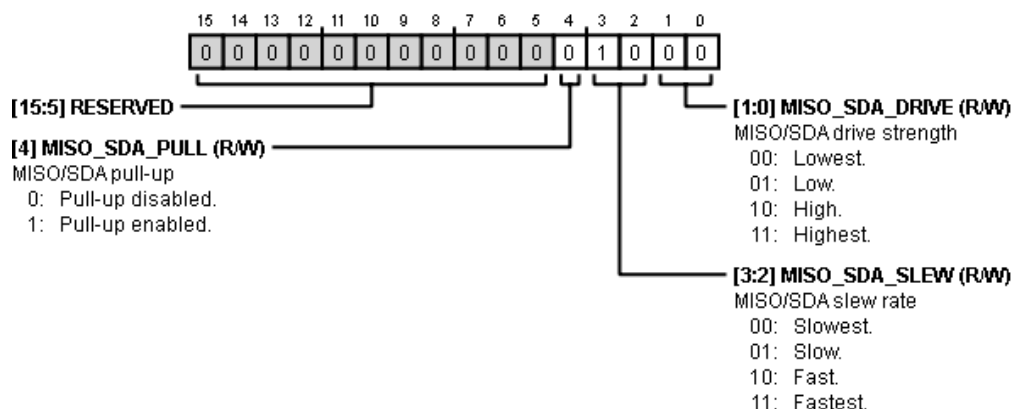 15 14 13 12 11 10 9 8 7 6 5 4 3 2 1 0
0 0 0 0 0 0 0 0 0 0 0 0 1 0 0 0
[15:5] RESERVED
[4] MISO_SDA_PULL (R/W)
MISO/SDA pull-up
0: Pull-up disabled.
1: Pull-up enabled.
[1:0] MISO_SDA_DRIVE (R/W)
MISO/SDA drive strength
00: Lowest.
01: Low.
10: High.
11: Highest.
[3:2] MISO_SDA_SLEW (R/W)
MISO/SDA slew rate
00: Slowest.
01: Slow.
10: Fast.
11: Fastest.